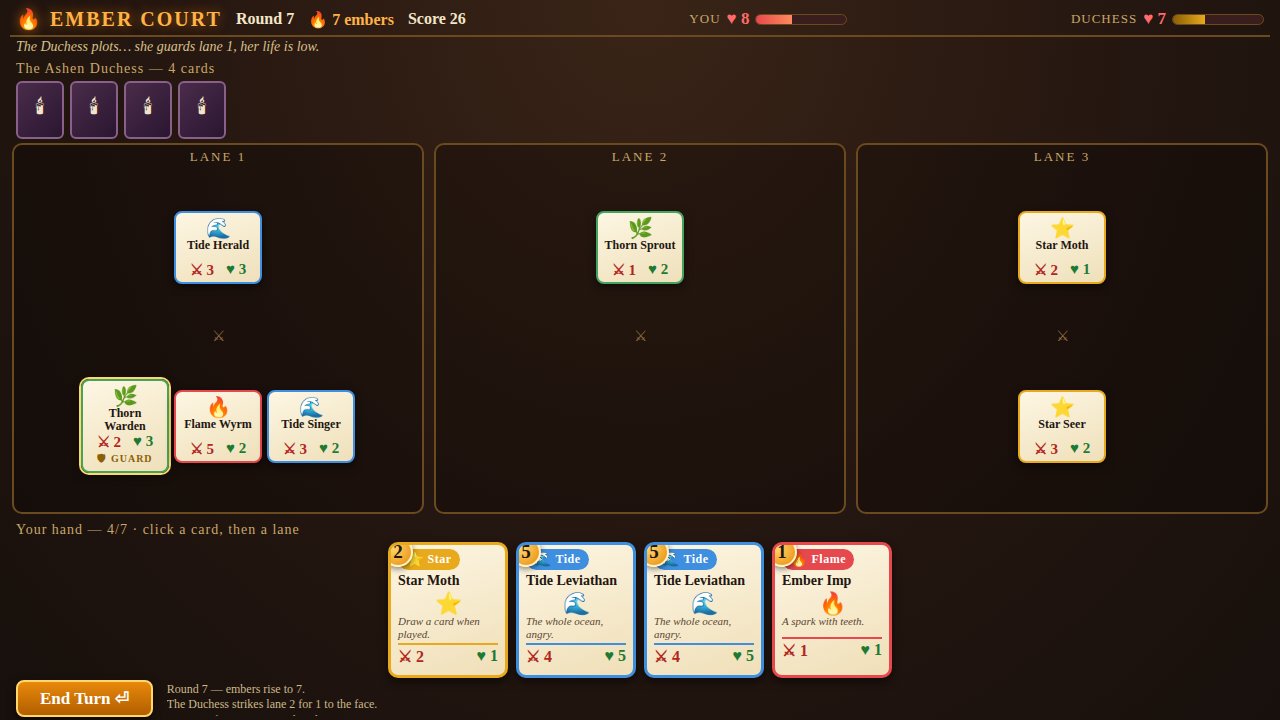 EMBER COURT Round 7 7 embers Score 26 YOU ♥ 8 DUCHESS ♥ 7
The Duchess plots… she guards lane 1, her life is low.
The Ashen Duchess — 4 cards
LANE 1 LANE 2 LANE 3
Tide Herald
⚔ 3 ♥ 3
Thorn Sprout
⚔ 1 ♥ 2
Star Moth
⚔ 2 ♥ 1
Thorn
Warden
⚔ 2 ♥ 3
GUARD
Flame Wyrm
⚔ 5 ♥ 2
Tide Singer
⚔ 3 ♥ 2
Star Seer
⚔ 3 ♥ 2
Your hand — 4/7 · click a card, then a lane
2 Star
Star Moth
Draw a card when
played.
⚔ 2 ♥ 1
5 Tide
Tide Leviathan
The whole ocean,
angry.
⚔ 4 ♥ 5
5 Tide
Tide Leviathan
The whole ocean,
angry.
⚔ 4 ♥ 5
1 Flame
Ember Imp
A spark with teeth.
⚔ 1 ♥ 1
End Turn ⏎
Round 7 — embers rise to 7.
The Duchess strikes lane 2 for 1 to the face.